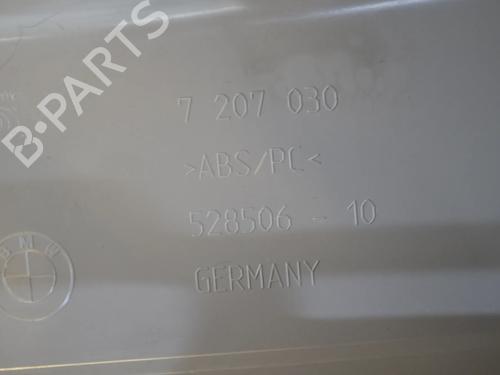 B-PARTS
7 207 030
>ABS/PC<
528506 - 10
BMW
GERMANY